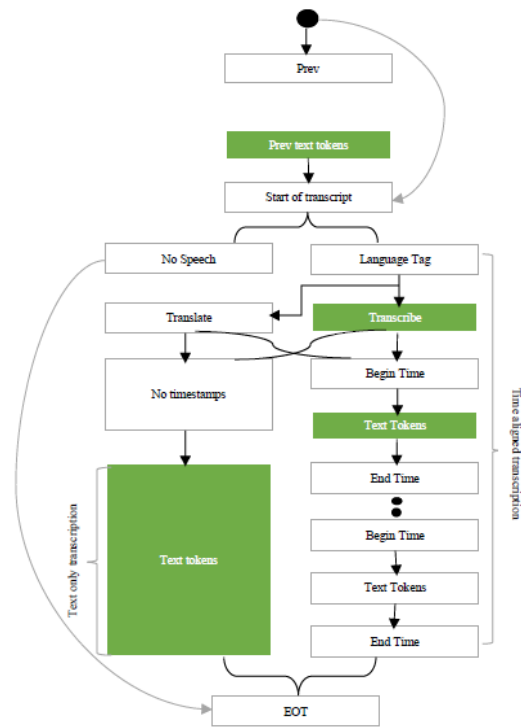 Prev
Prev text tokens
Start of transcript
No Speech
Language Tag
Translate
Transcribe
No timestamps
Begin Time
Text Tokens
End Time
Begin Time
Text tokens
Text Tokens
End Time
EOT
Text only transcription
Time aligned transcription